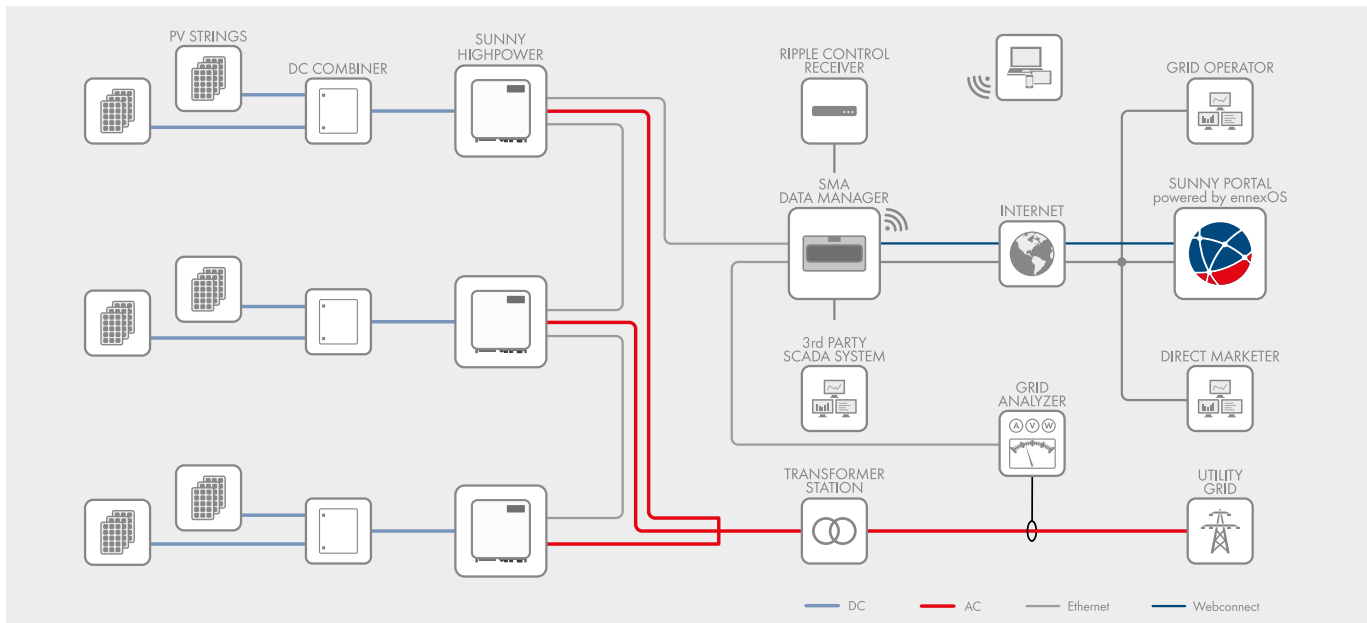 PV STRINGS
DC COMBINER
SUNNY
HIGHPOWER
RIPPLE CONTROL
RECEIVER
GRID OPERATOR
SMA
DATA MANAGER
INTERNET
SUNNY PORTAL
powered by ennexOS
3rd PARTY
SCADA SYSTEM
GRID
ANALYZER
A V W
DIRECT MARKETER
TRANSFORMER
STATION
UTILITY
GRID
DC
AC
Ethernet
Webconnect